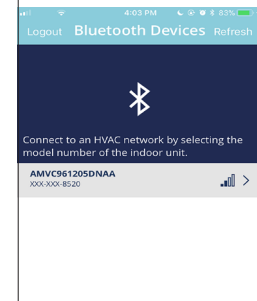 4:03 PM 83%
Logout Bluetooth Devices Refresh
Connect to an HVAC network by selecting the
model number of the indoor unit.
AMVC961205DNAA
XXX-XXX-8520